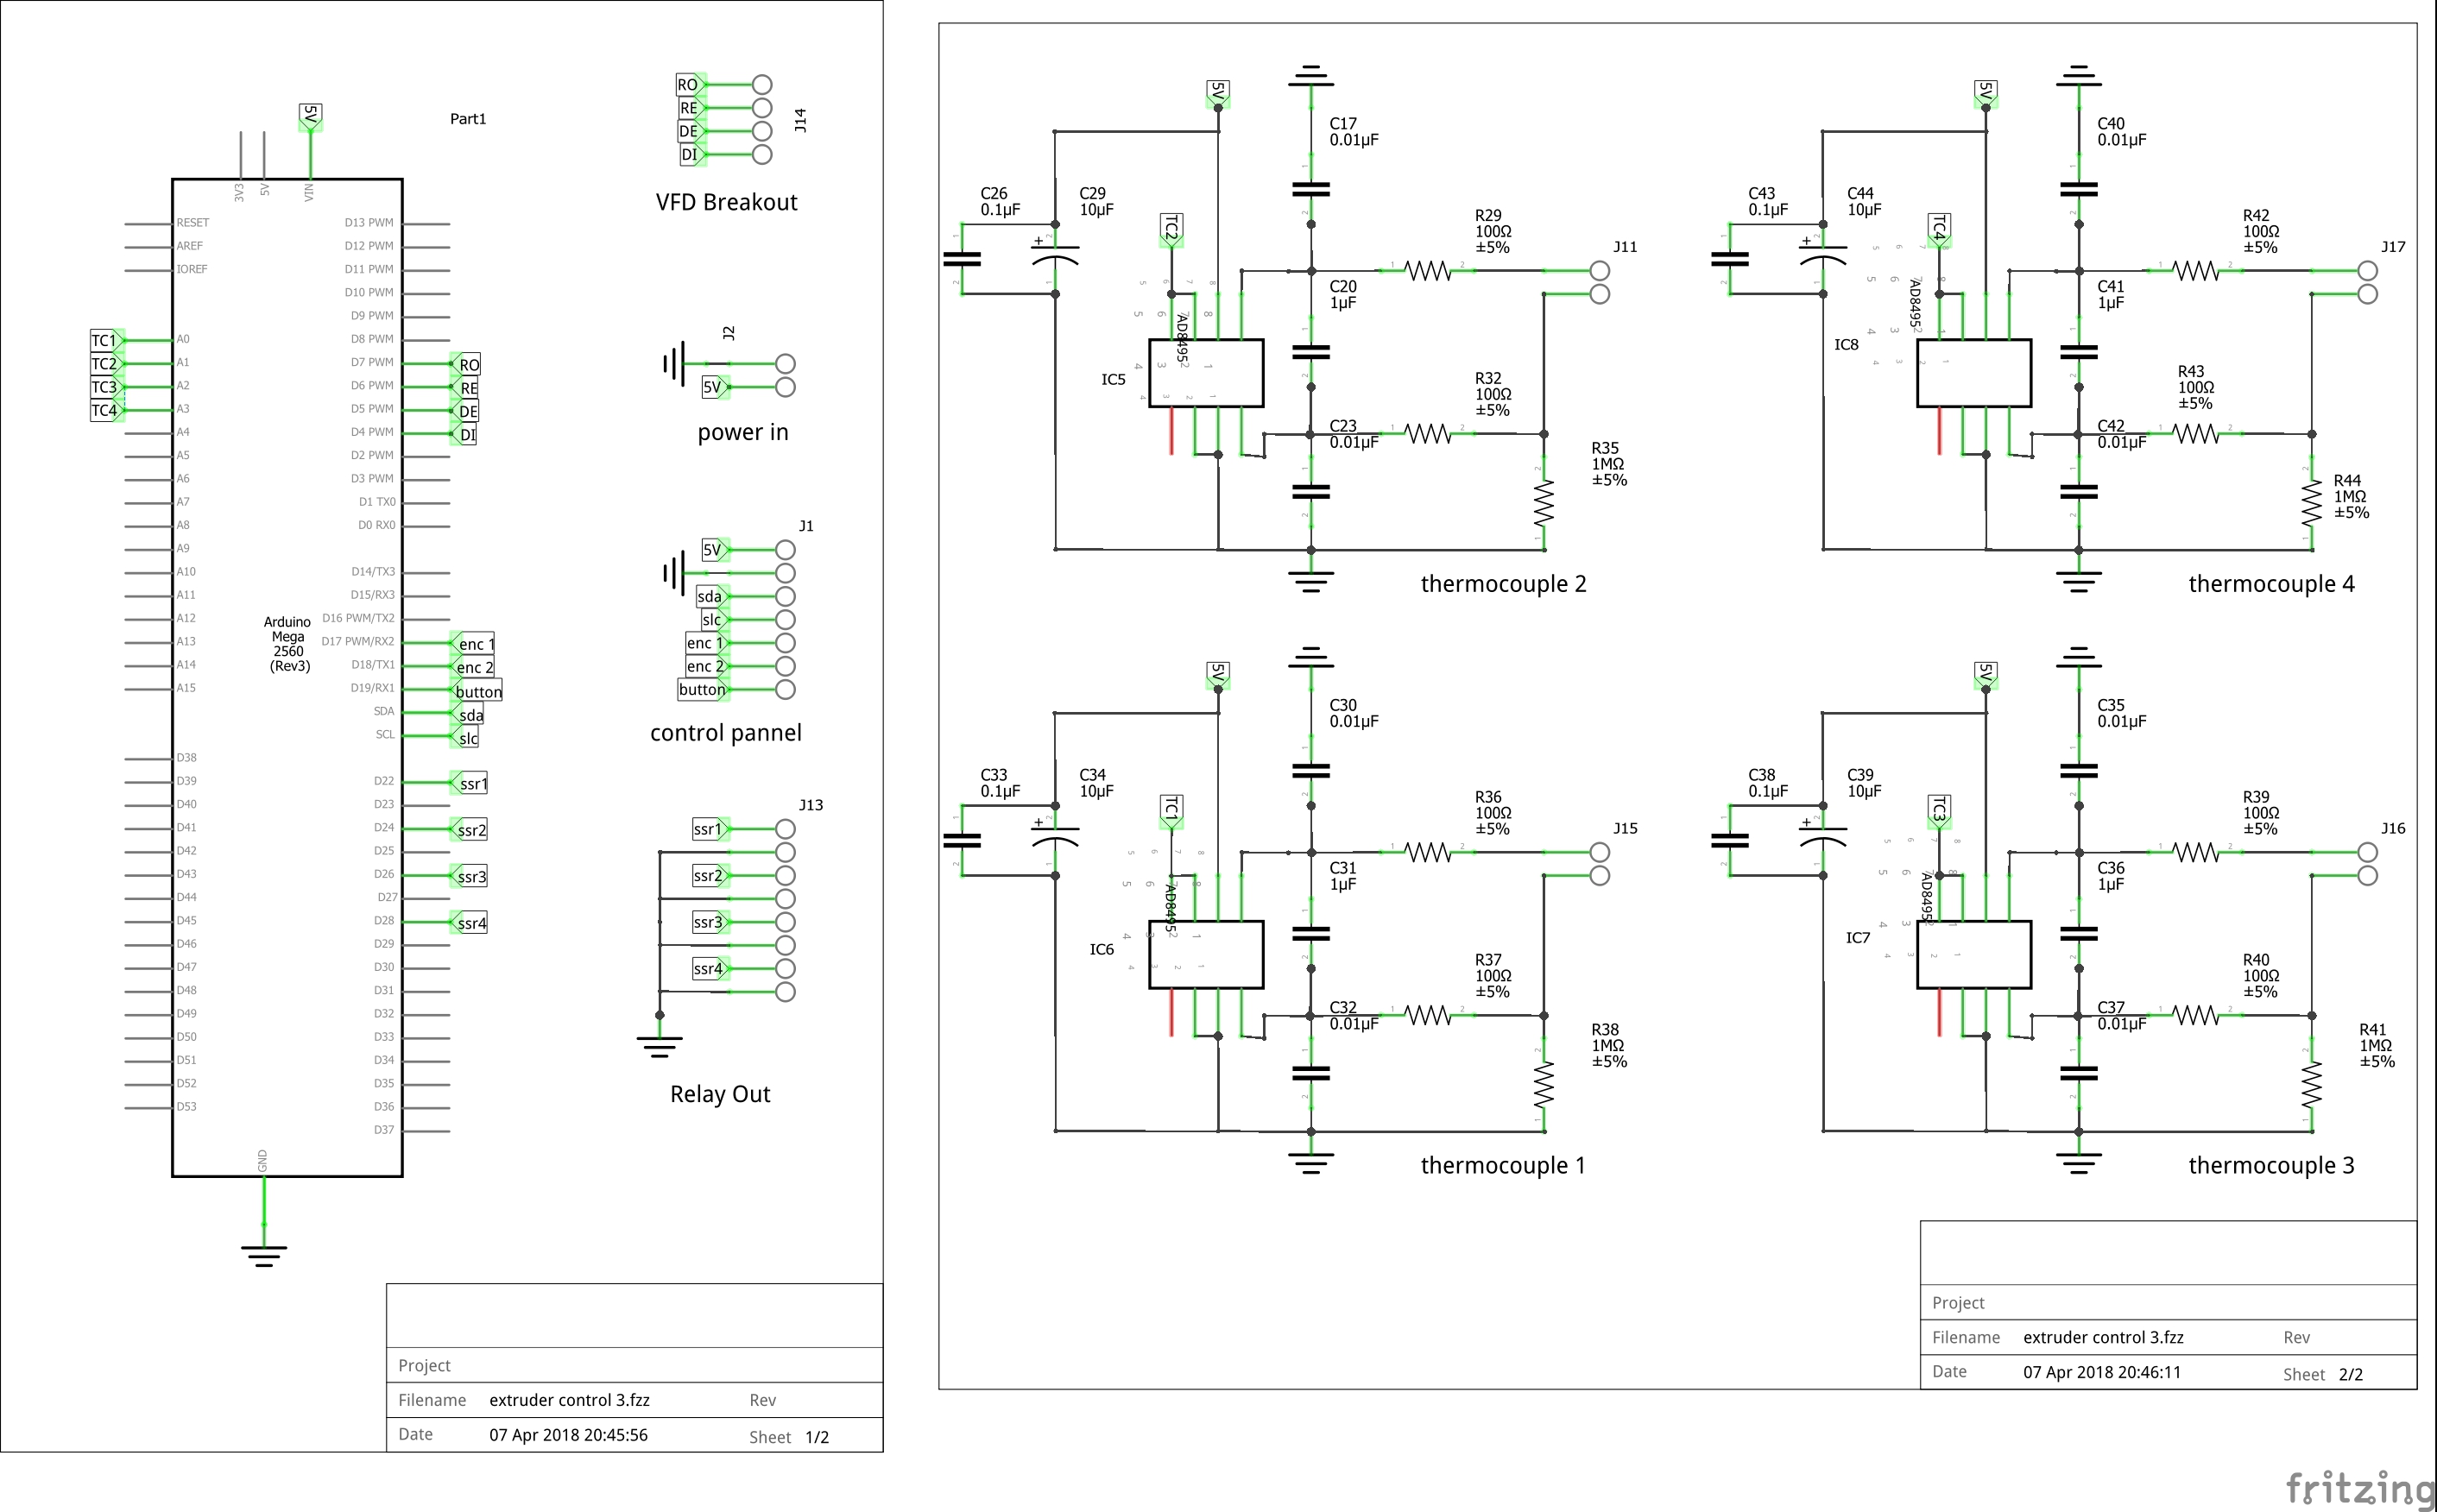 5V
Part1
3V3
5V
VIN
RESET
AREF
IOREF
A0
A1
A2
A3
A4
A5
A6
A7
A8
A9
A10
A11
A12
A13
A14
A15
D38
D39
D40
D41
D42
D43
D44
D45
D46
D47
D48
D49
D50
D51
D52
D53
TC1
TC2
TC3
TC4
Arduino
Mega
2560
(Rev3)
D13 PWM
D12 PWM
D11 PWM
D10 PWM
D9 PWM
D8 PWM
D7 PWM
D6 PWM
D5 PWM
D4 PWM
D2 PWM
D3 PWM
D1 TX0
D0 RX0
D14/TX3
D15/RX3
D16 PWM/TX2
D17 PWM/RX2
D18/TX1
D19/RX1
SDA
SCL
D22
D23
D24
D25
D26
D27
D28
D29
D30
D31
D32
D33
D34
D35
D36
D37
GND
RO
RE
DE
DI
enc 1
enc 2
button
sda
slc
ssr1
ssr2
ssr3
ssr4
RO
RE
DE
DI
J14
VFD Breakout
J2
5V
power in
J1
5V
sda
slc
enc 1
enc 2
button
control pannel
J13
ssr1
ssr2
ssr3
ssr4
Relay Out
Project
Filename extruder control 3.fzz Rev
Date 07 Apr 2018 20:45:56 Sheet 1/2
5V
C17
0.01µF
C26
0.1µF
C29
10µF
TC2
R29
100Ω
±5%
J11
C20
1µF
AD8495
IC5
R32
100Ω
±5%
C23
0.01µF
R35
1MΩ
±5%
thermocouple 2
5V
C40
0.01µF
C43
0.1µF
C44
10µF
TC4
R42
100Ω
±5%
J17
C41
1µF
AD8495
IC8
R43
100Ω
±5%
C42
0.01µF
R44
1MΩ
±5%
thermocouple 4
5V
C30
0.01µF
C33
0.1µF
C34
10µF
TC1
R36
100Ω
±5%
J15
C31
1µF
AD8495
IC6
R37
100Ω
±5%
C32
0.01µF
R38
1MΩ
±5%
thermocouple 1
5V
C35
0.01µF
C38
0.1µF
C39
10µF
TC3
R39
100Ω
±5%
J16
C36
1µF
AD8495
IC7
R40
100Ω
±5%
C37
0.01µF
R41
1MΩ
±5%
thermocouple 3
Project
Filename extruder control 3.fzz Rev
Date 07 Apr 2018 20:46:11 Sheet 2/2
fritzing